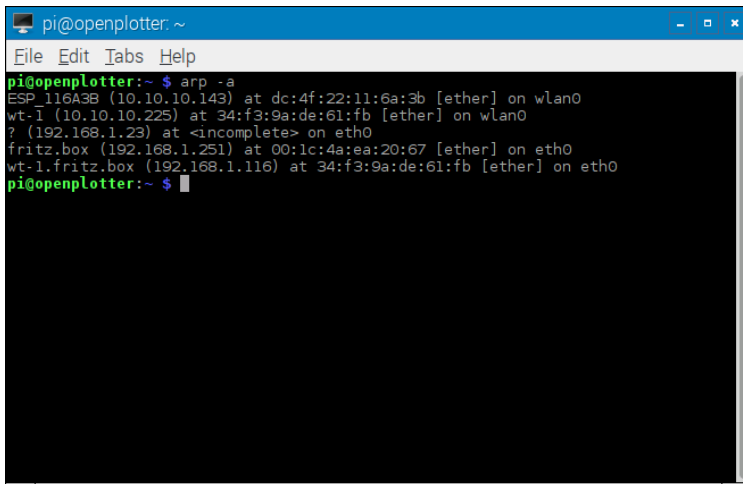 pi@openplotter: ~
File Edit Tabs Help
pi@openplotter:~ $ arp -a
ESP_116A3B (10.10.10.143) at dc:4f:22:11:6a:3b [ether] on wlan0
wt-1 (10.10.10.225) at 34:f3:9a:de:61:fb [ether] on wlan0
? (192.168.1.23) at <incomplete> on eth0
fritz.box (192.168.1.251) at 00:1c:4a:ea:20:67 [ether] on eth0
wt-1.fritz.box (192.168.1.116) at 34:f3:9a:de:61:fb [ether] on eth0
pi@openplotter:~ $